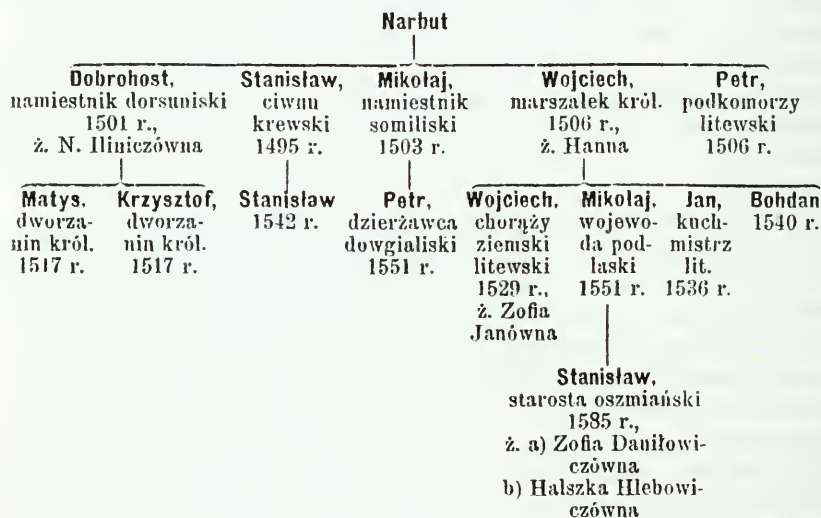 Narbut
Dobrohost,
namiestnik dorsuniski
1501 r.,
ż. N. Iliniczówna
Stanisław,
ciwun
krewski
1495 r.
Mikołaj,
namiestnik
somiliski
1503 r.
Wojciech,
marszałek król.
1506 r.,
ż. Hanna
Petr,
podkomorzy
litewski
1506 r.
Matys.
dworza-
nin król.
1517 r.
Krzysztof,
dworza-
nin król.
1517 r.
Stanisław
1542 r.
Petr,
dzierżawca
dowgialiski
1551 r.
Wojciech,
chorąży
ziemski
litewski
1529 r.,
ż. Zofia
Janówna
Mikołaj,
wojewo-
da pod-
laski
1551 r.
Jan,
kuch-
mistrz
lit.
1536 r.
Bohdan
1540 r.
Stanisław,
starosta oszmiański
1585 r.,
ż. a) Zofia Daniłowi-
czówna
b) Halszka Hlebowi-
czówna